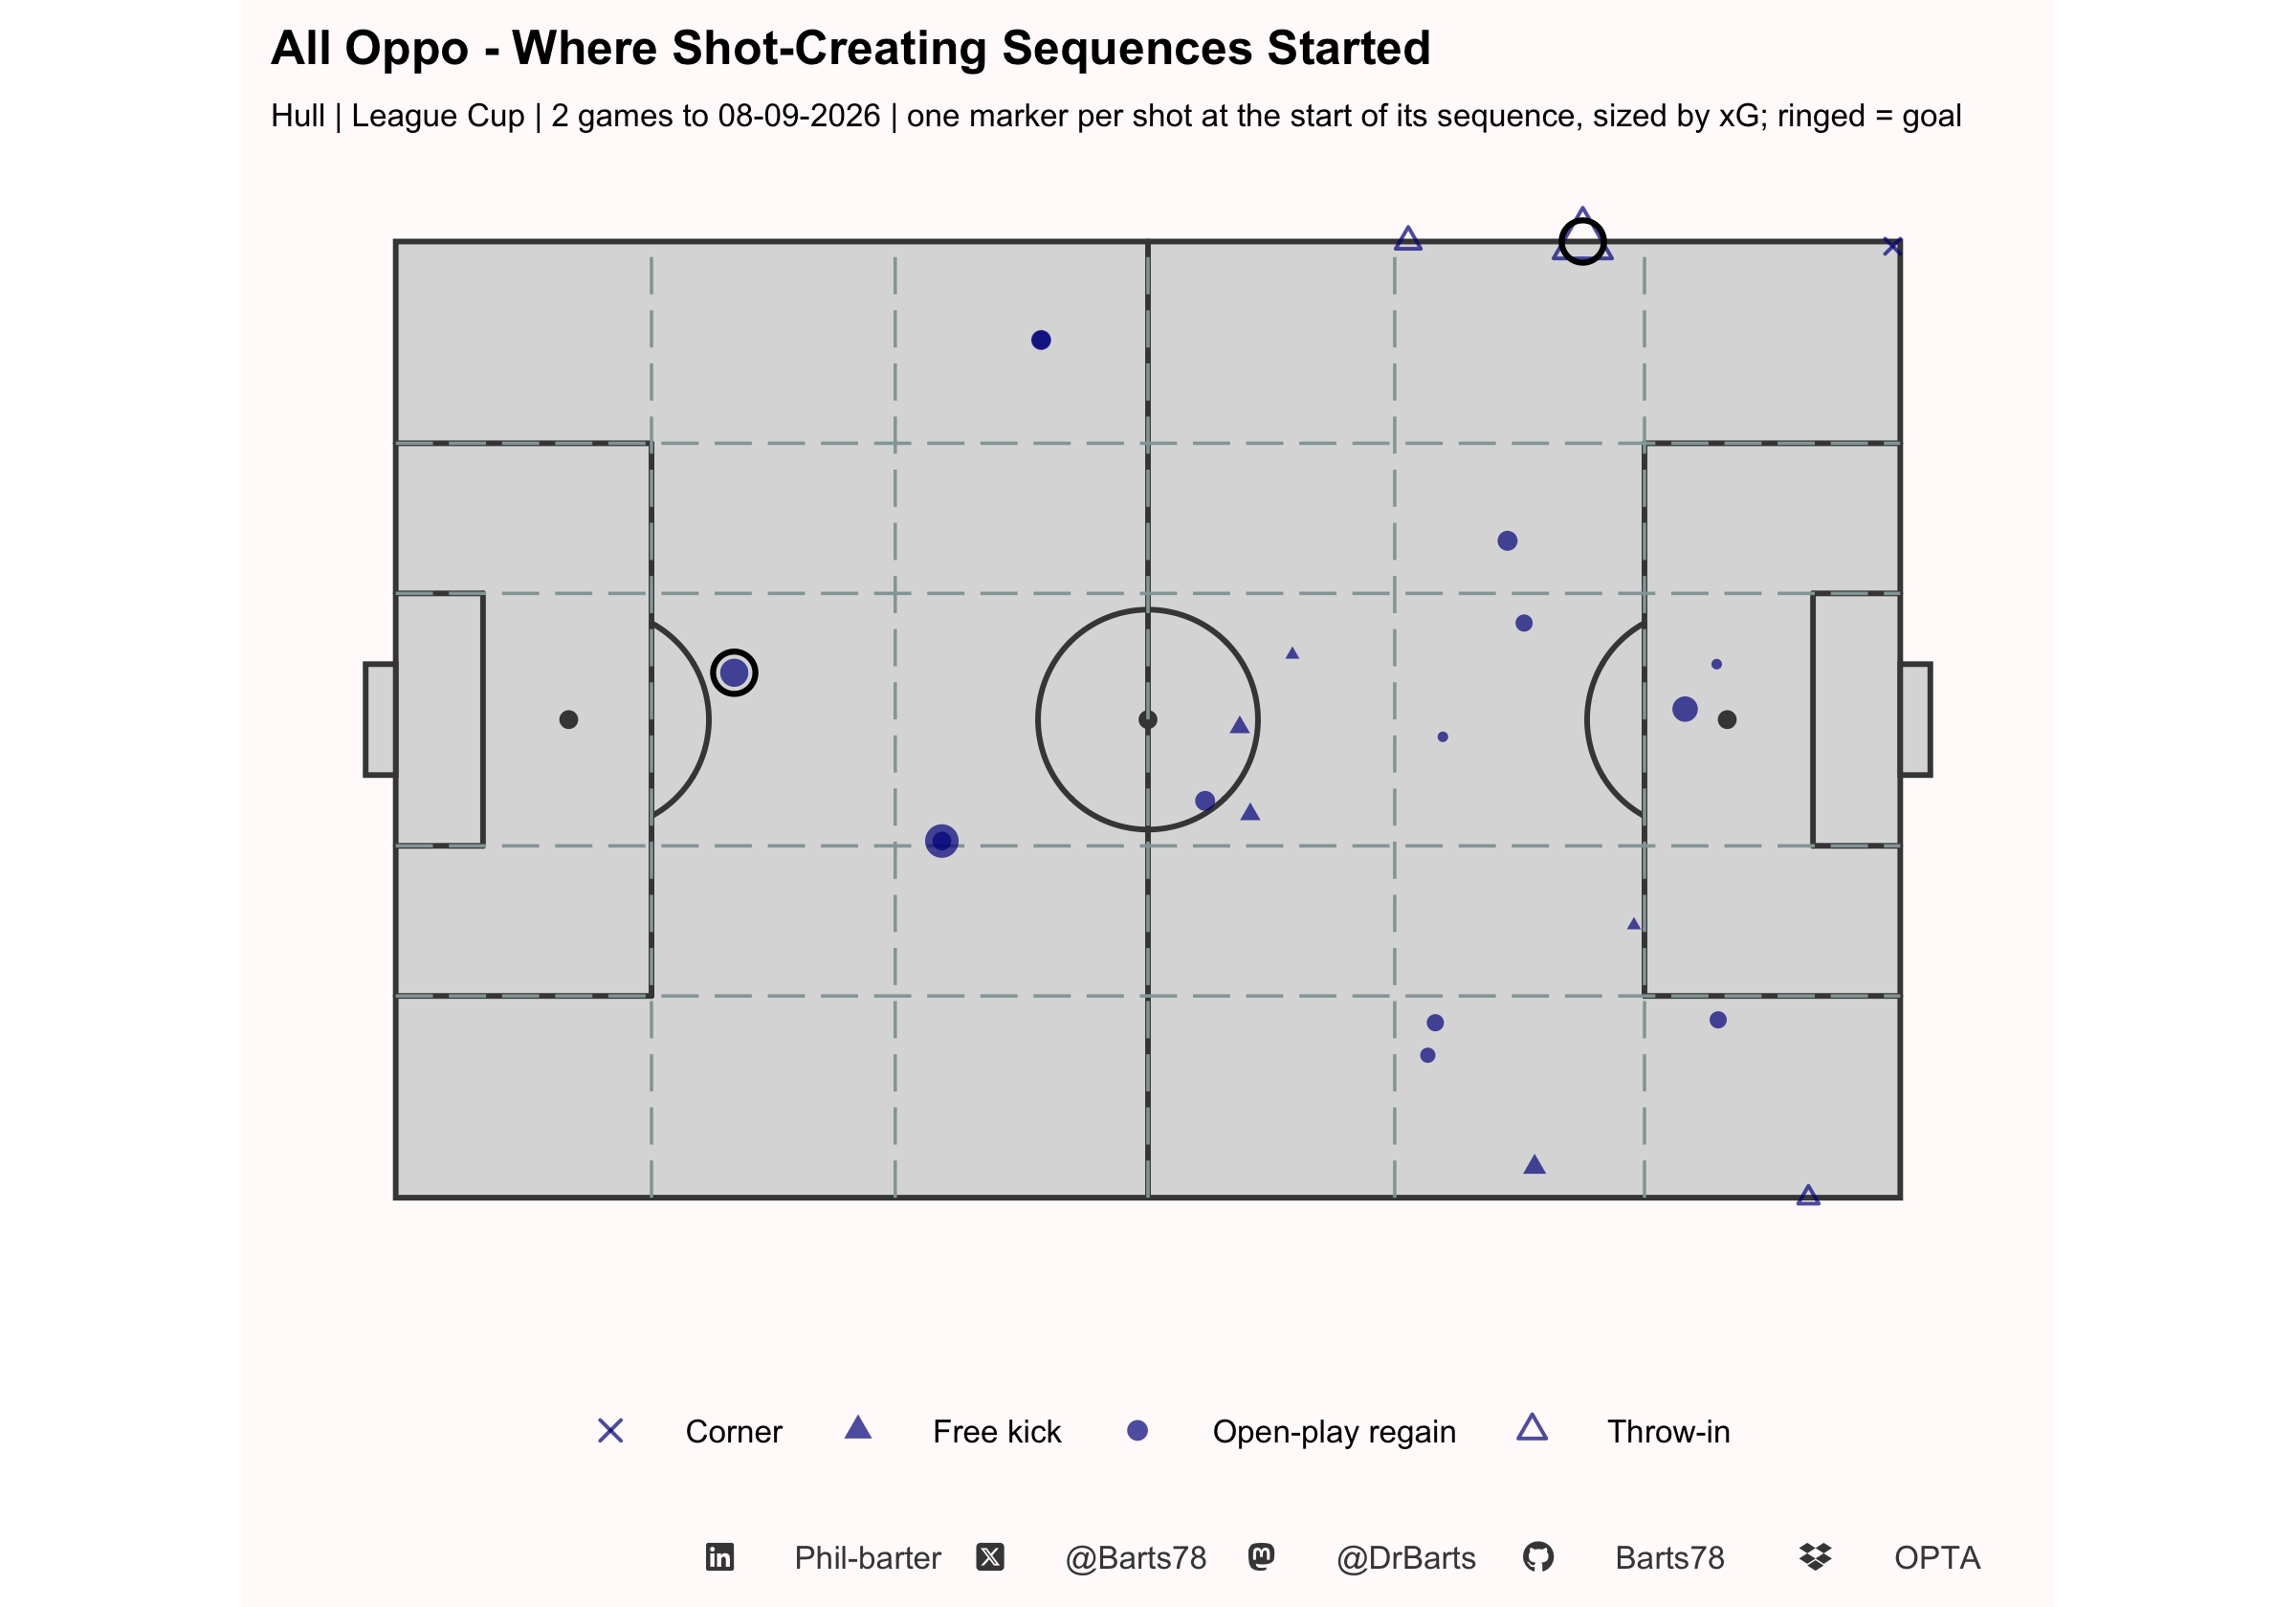 All Oppo - Where Shot-Creating Sequences Started
Hull | League Cup | 2 games to 08-09-2026 | one marker per shot at the start of its sequence, sized by xG; ringed = goal
Corner Free kick Open-play regain Throw-in
Phil-barter @Barts78 @DrBarts Barts78 OPTA